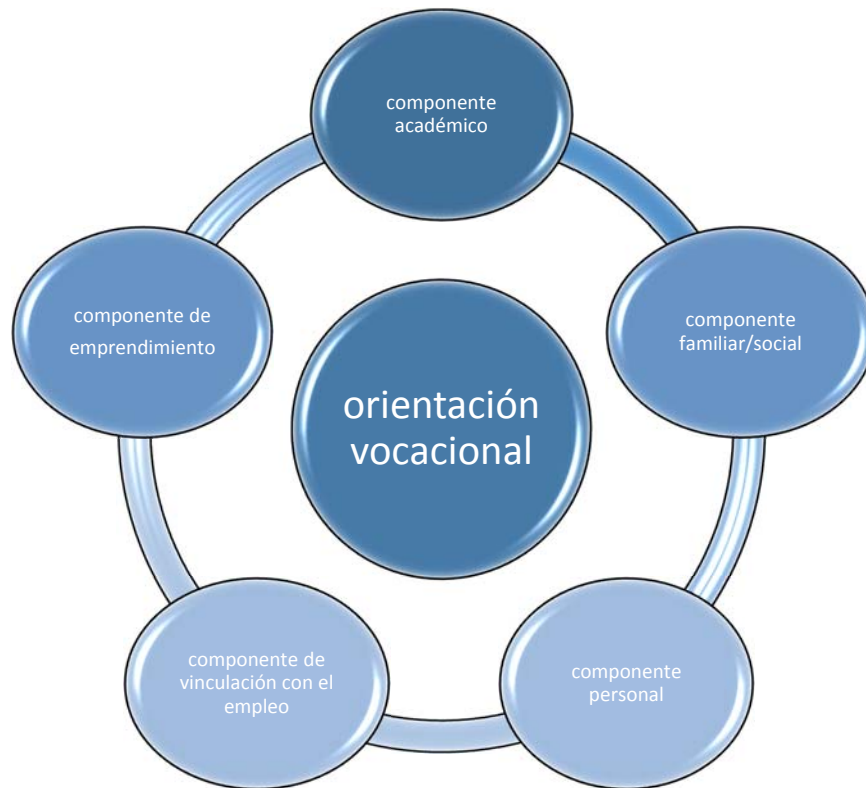 componente
académico
componente
familiar/social
componente
personal
componente de
vinculación con el
empleo
componente de
emprendimiento
orientación
vocacional